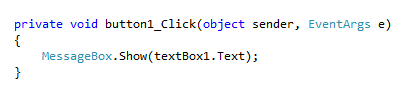 private void button1_Click(object sender, EventArgs e)
{
    MessageBox.Show(textBox1.Text);
}